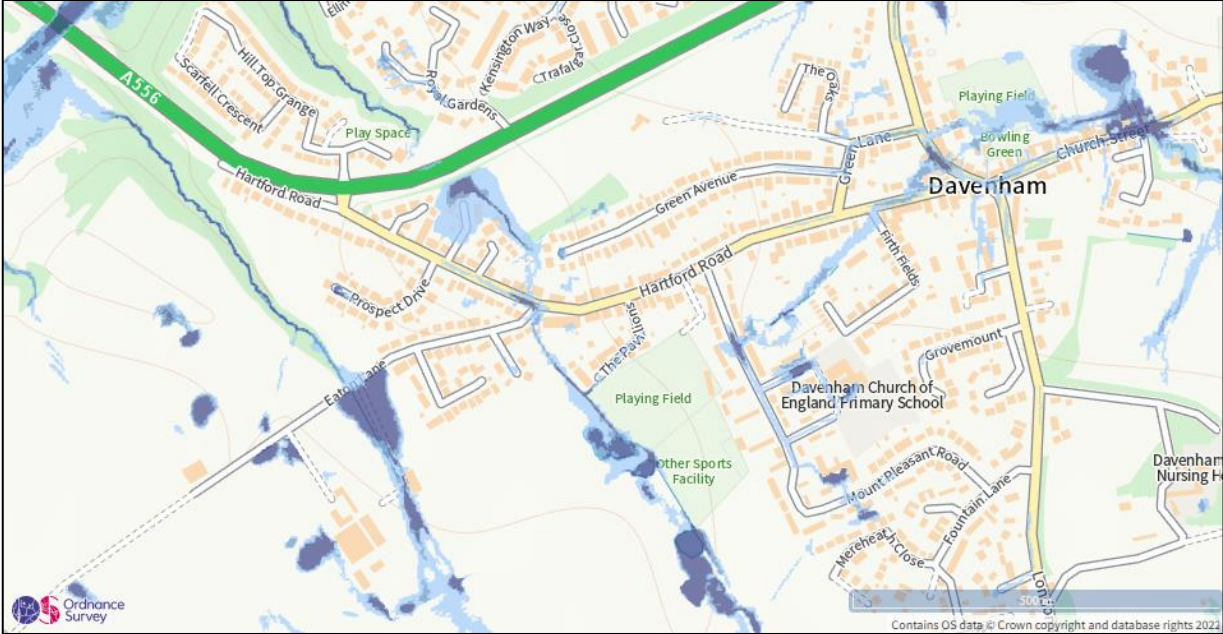 Kensington Way
Trafalgar Close
Royal Gardens
A556
Hill Top Grange
Scarfell Crescent
Play Space
The Oaks
Playing Field
Bowling
Green
Green Lane
Church Street
Davenham
Hartford Road
Green Avenue
Firth Fields
Hartford Road
Prospect Drive
The Pavilions
Grovemount
Eaton Lane
Playing Field
Davenham Church of
England Primary School
Other Sports
Facility
Mount Pleasant Road
Fountain Lane
Davenham
Nursing
Mereheath Close
Ordnance
Survey
Contains OS data © Crown copyright and database rights 2022